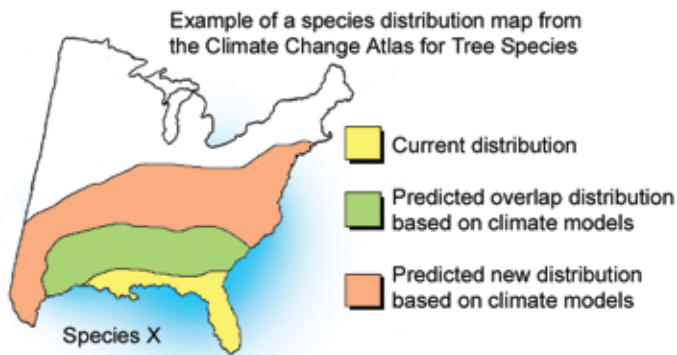 Example of a species distribution map from
the Climate Change Atlas for Tree Species
Current distribution
Predicted overlap distribution
based on climate models
Predicted new distribution
based on climate models
Species X